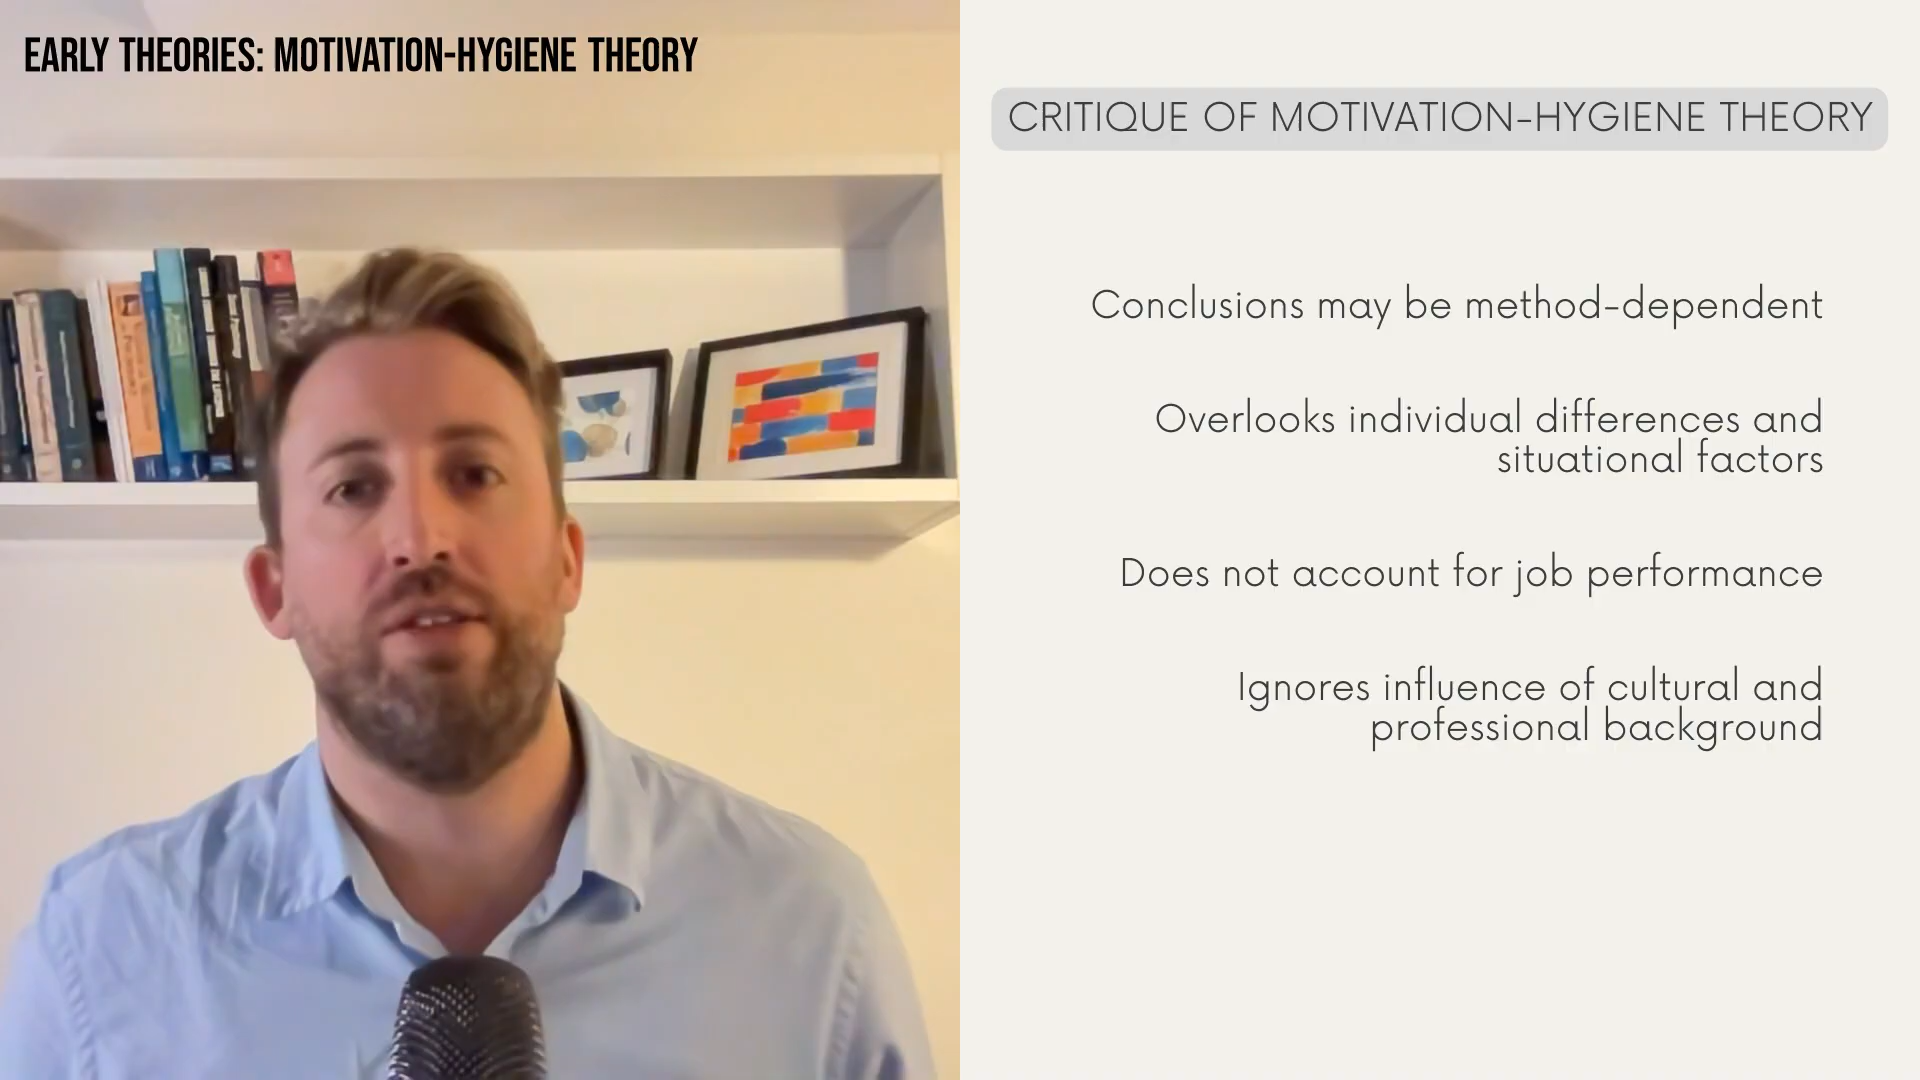 EARLY THEORIES: MOTIVATION-HYGIENE THEORY
CRITIQUE OF MOTIVATION-HYGIENE THEORY
Conclusions may be method-dependent
Overlooks individual differences and
situational factors
Does not account for job performance
Ignores influence of cultural and
professional background